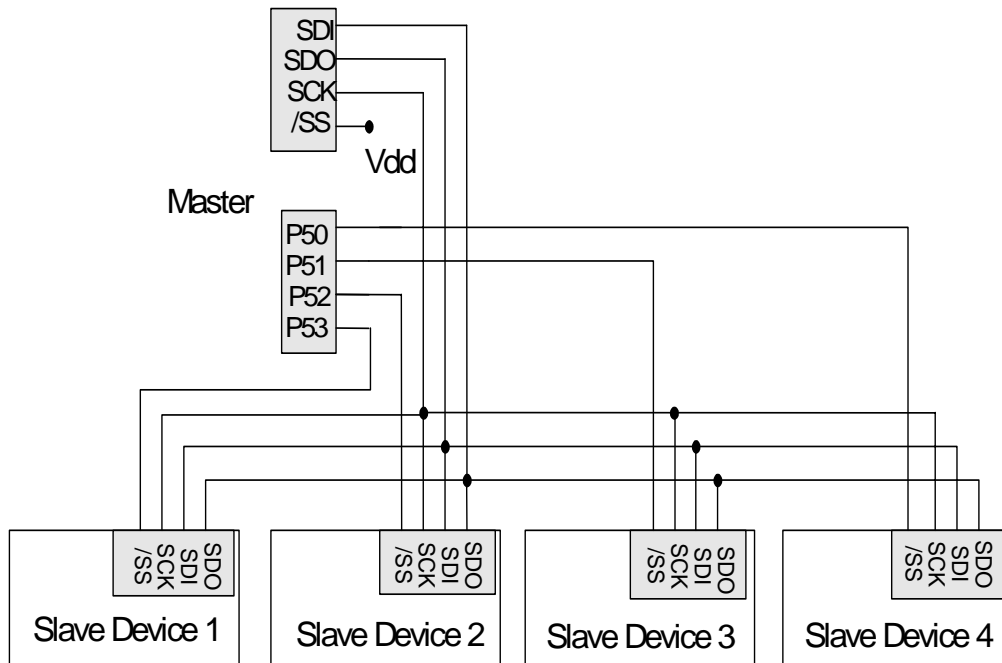 SDI
SDO
SCK
/SS
Vdd
Master
P50
P51
P52
P53
/SS
SCK
SDI
SDO
/SS
SCK
SDI
SDO
/SS
SCK
SDI
SDO
/SS
SCK
SDI
SDO
Slave Device 1
Slave Device 2
Slave Device 3
Slave Device 4